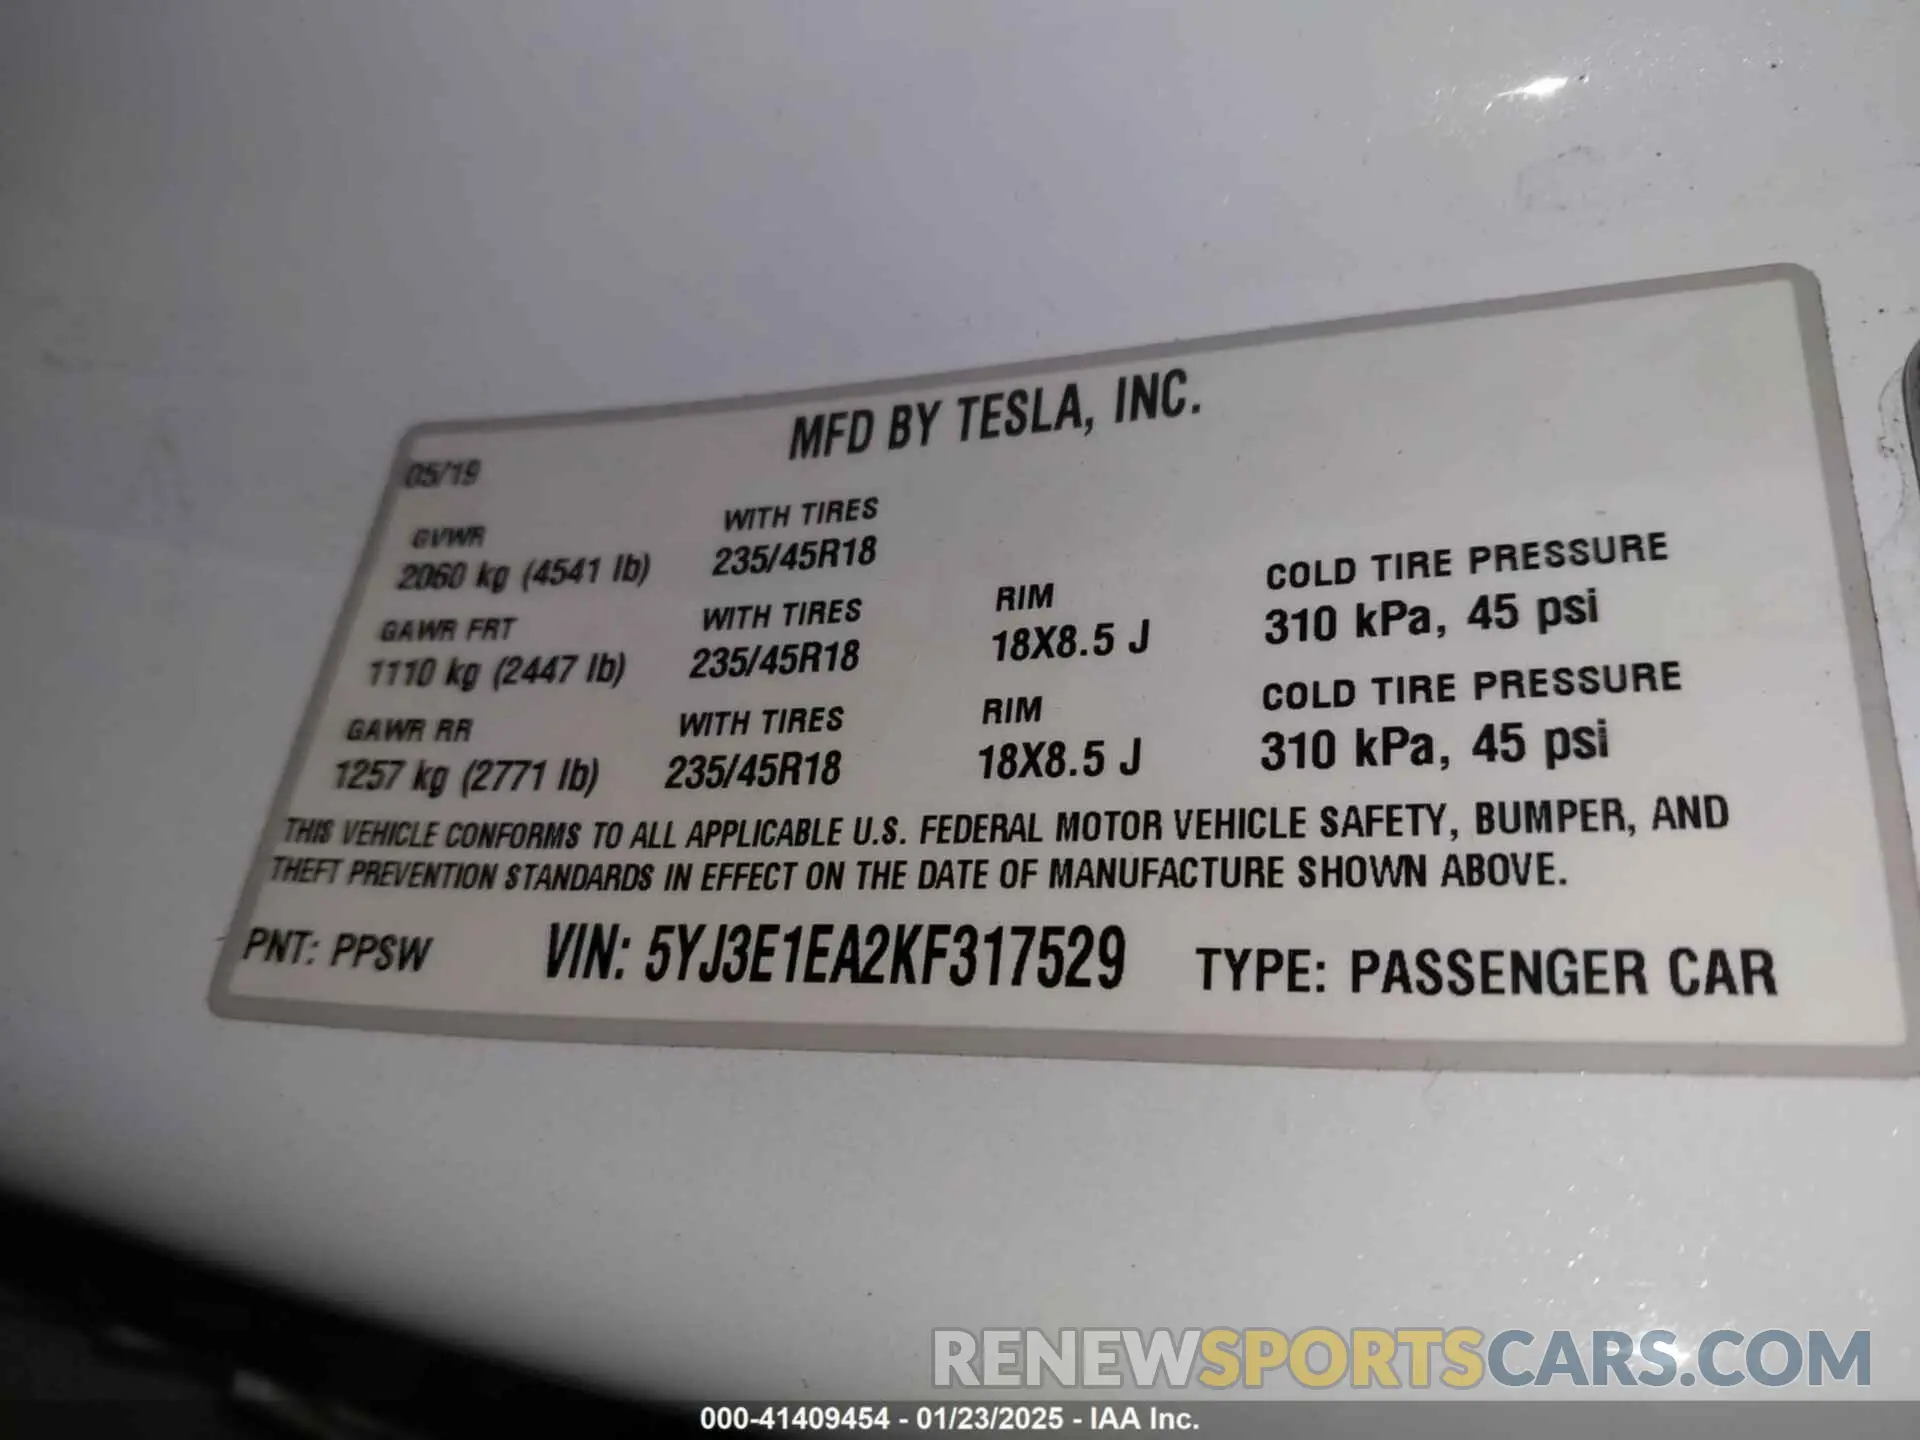 MFD BY TESLA, INC.
05/19
GVWR WITH TIRES
2060 kg (4541 lb) 235/45R18
GAWR FRT WITH TIRES RIM COLD TIRE PRESSURE
1110 kg (2447 lb) 235/45R18 18X8.5 J 310 kPa, 45 psi
GAWR RR WITH TIRES RIM COLD TIRE PRESSURE
1257 kg (2771 lb) 235/45R18 18X8.5 J 310 kPa, 45 psi
THIS VEHICLE CONFORMS TO ALL APPLICABLE U.S. FEDERAL MOTOR VEHICLE SAFETY, BUMPER, AND
THEFT PREVENTION STANDARDS IN EFFECT ON THE DATE OF MANUFACTURE SHOWN ABOVE.
PNT: PPSW VIN: 5YJ3E1EA2KF317529 TYPE: PASSENGER CAR
RENEWSPORTSCARS.COM
000-41409454 - 01/23/2025 - IAA Inc.